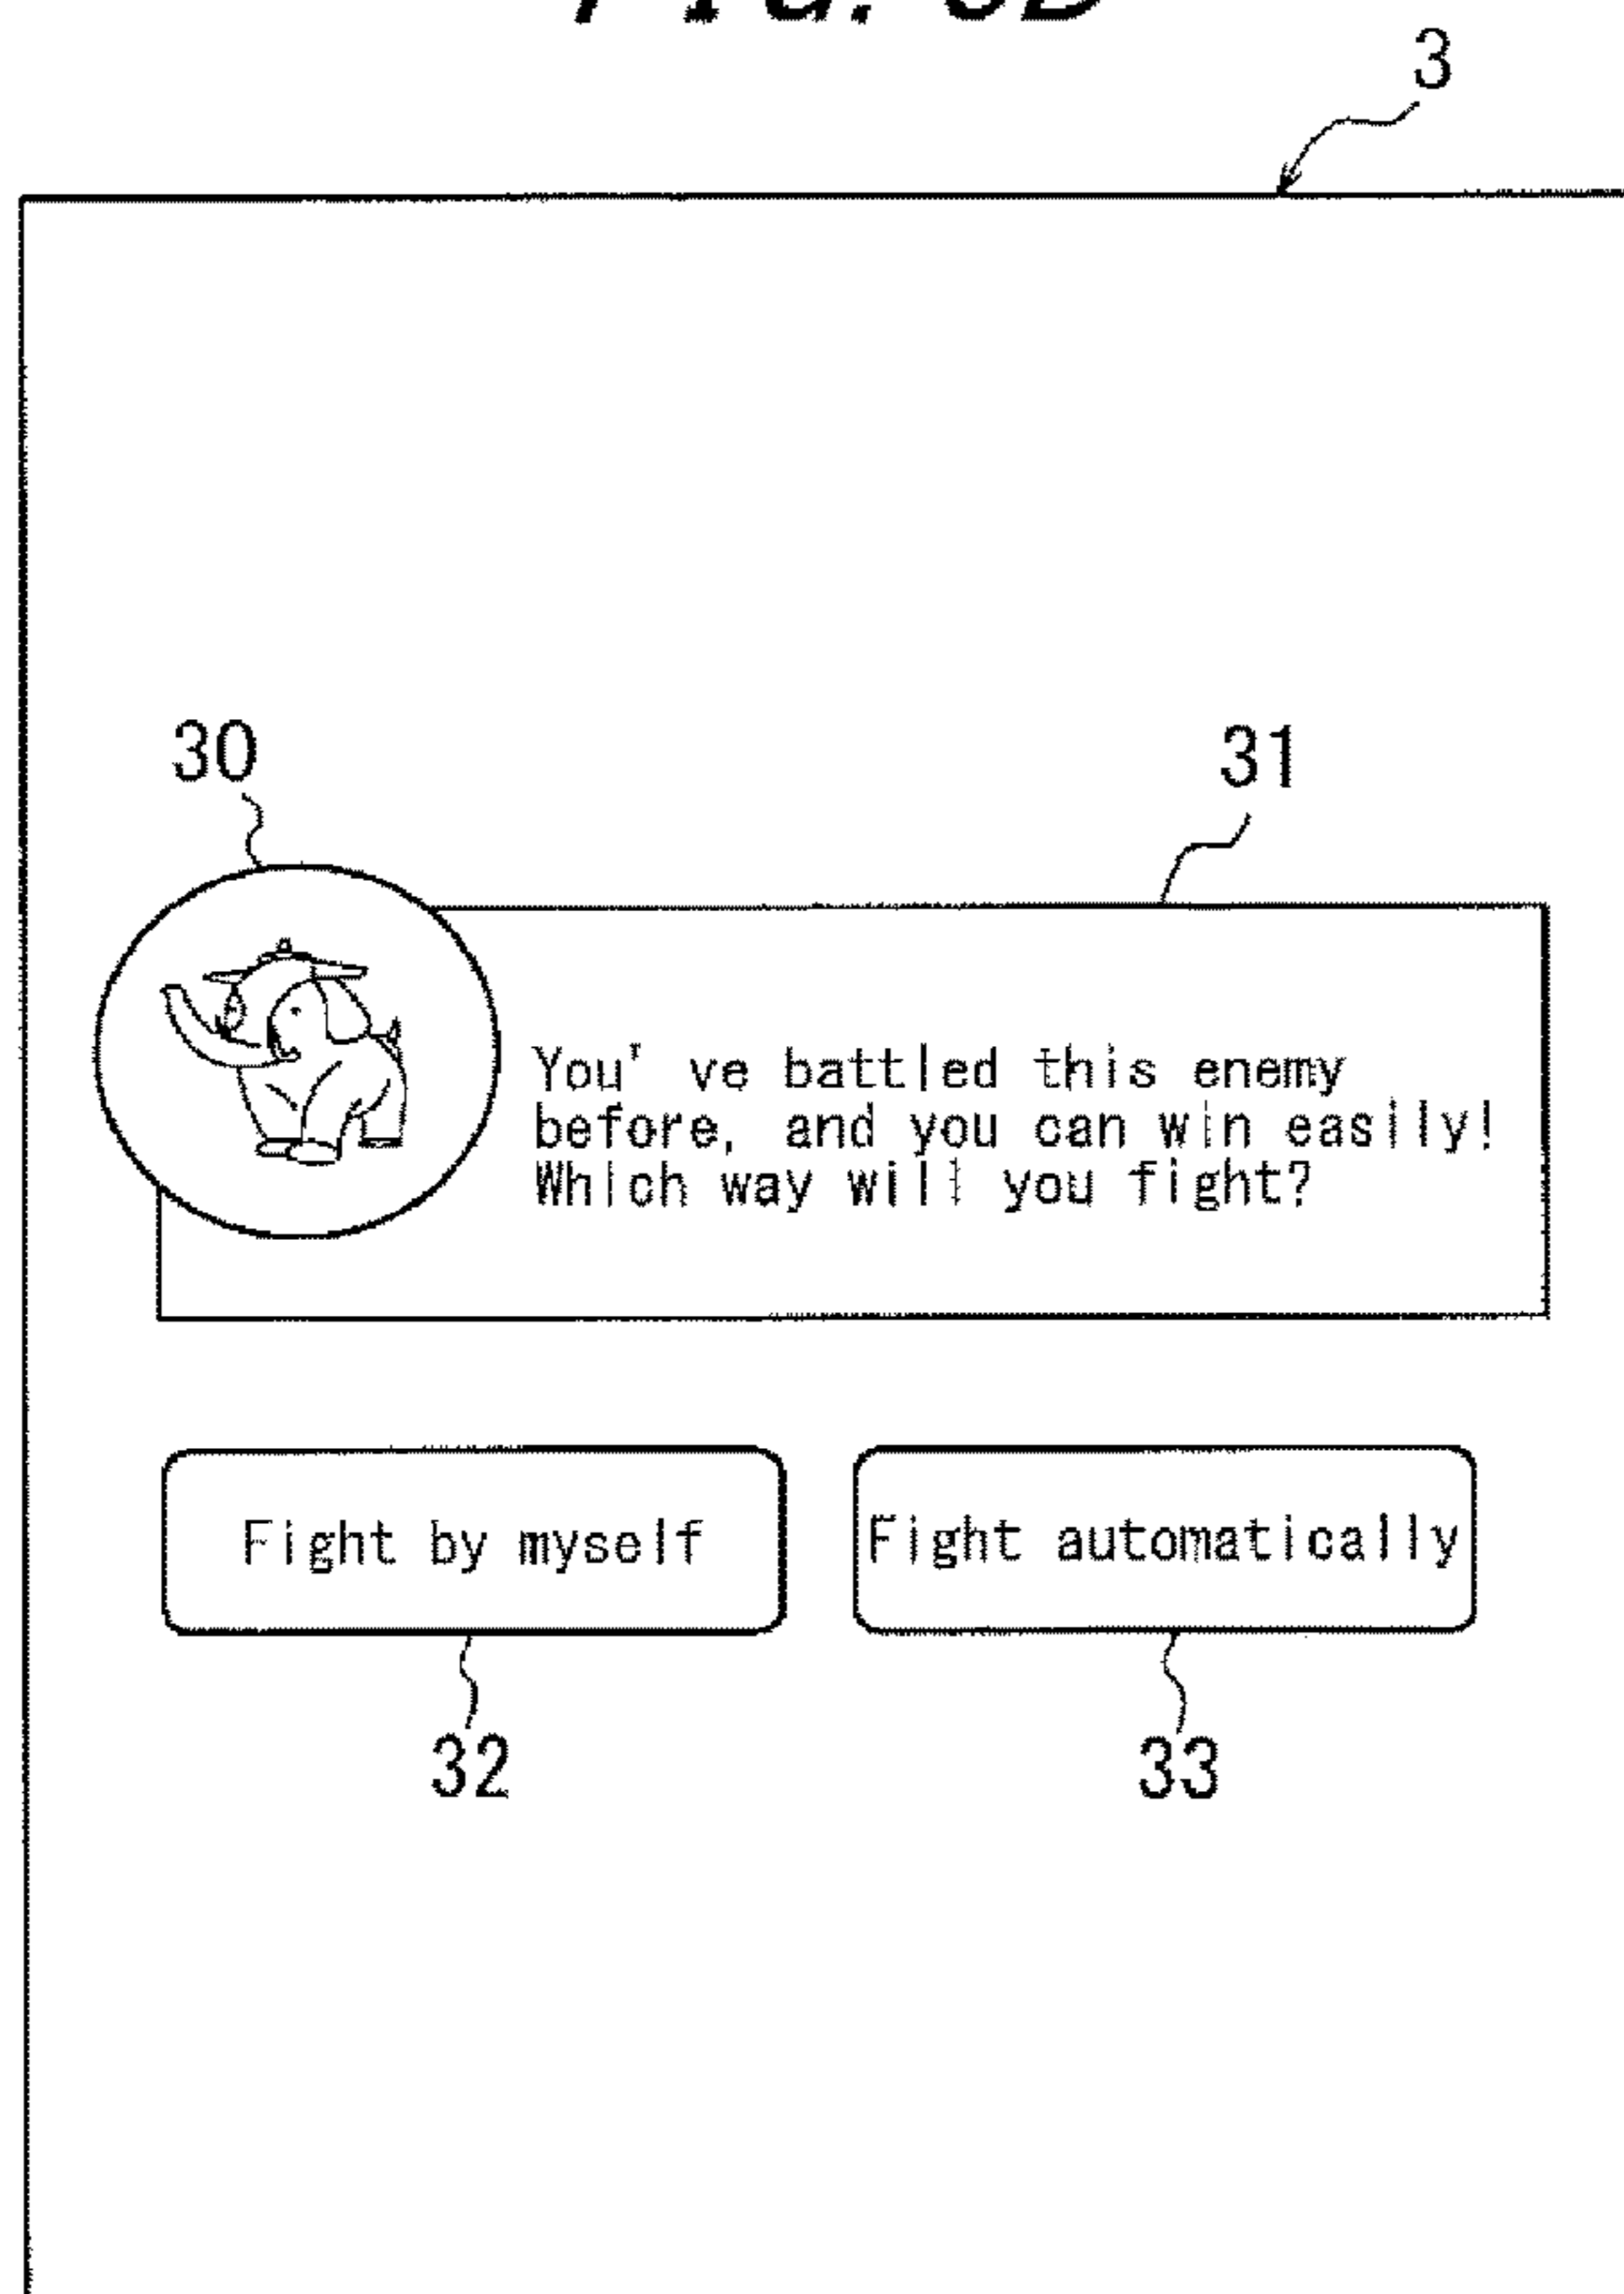 3
30
31
You've battled this enemy
before, and you can win easily!
Which way will you fight?
Fight by myself
Fight automatically
32
33